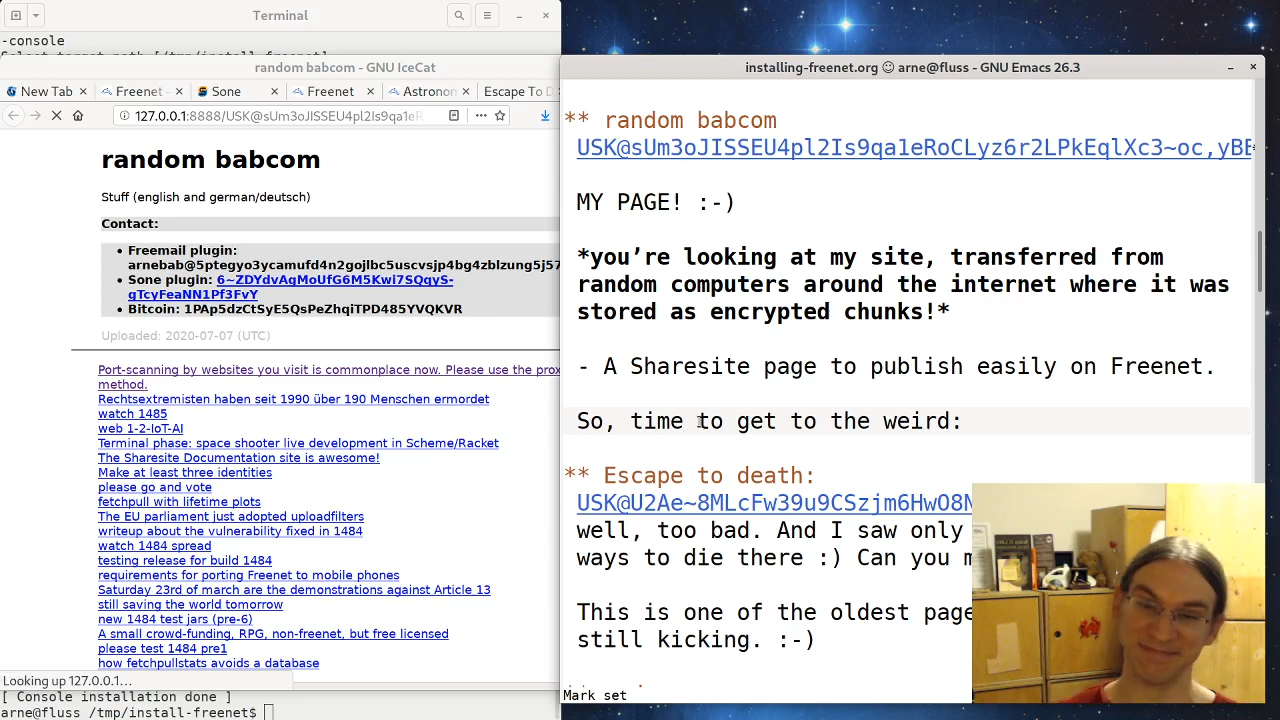 Terminal
-console
Select target path [/tmp/install-freenet]
random babcom - GNU IceCat
New Tab
Freenet -
Sone
Freenet
Astronom
Escape To D
127.0.0.1:8888/USK@sUm3oJISSEU4pl2Is9qa1eR
random babcom
Stuff (english and german/deutsch)
Contact:
• Freemail plugin:
arnebab@5ptegyo3ycamufd4n2gojlbc5uscvsjp4bg4zblzung5j57
• Sone plugin: 6~ZDYdvAgMoUfG6M5Kwi7SQqyS-
gTcyFeaNN1Pf3FvY
• Bitcoin: 1PAp5dzCtSyE5QsPeZhqiTPD485YVQKVR
Uploaded: 2020-07-07 (UTC)
Port-scanning by websites you visit is commonplace now. Please use the prox
method.
Rechtsextremisten haben seit 1990 über 190 Menschen ermordet
watch 1485
web 1-2-IoT-AI
Terminal phase: space shooter live development in Scheme/Racket
The Sharesite Documentation site is awesome!
Make at least three identities
please go and vote
fetchpull with lifetime plots
The EU parliament just adopted uploadfilters
writeup about the vulnerability fixed in 1484
watch 1484 spread
testing release for build 1484
requirements for porting Freenet to mobile phones
Saturday 23rd of march are the demonstrations against Article 13
still saving the world tomorrow
new 1484 test jars (pre-6)
A small crowd-funding, RPG, non-freenet, but free licensed
please test 1484 pre1
how fetchpullstats avoids a database
Looking up 127.0.0.1...
[ Console installation done ]
arne@fluss /tmp/install-freenet$
installing-freenet.org ☺ arne@fluss - GNU Emacs 26.3
** random babcom
USK@sUm3oJISSEU4pl2Is9qa1eRoCLyz6r2LPkEqlXc3~oc,yBE
MY PAGE! :-)
*you’re looking at my site, transferred from
random computers around the internet where it was
stored as encrypted chunks!*
- A Sharesite page to publish easily on Freenet.
So, time to get to the weird:
** Escape to death:
USK@U2Ae~8MLcFw39u9CSzjm6HwO8N
well, too bad. And I saw only
ways to die there :) Can you m
This is one of the oldest page
still kicking. :-)
Mark set